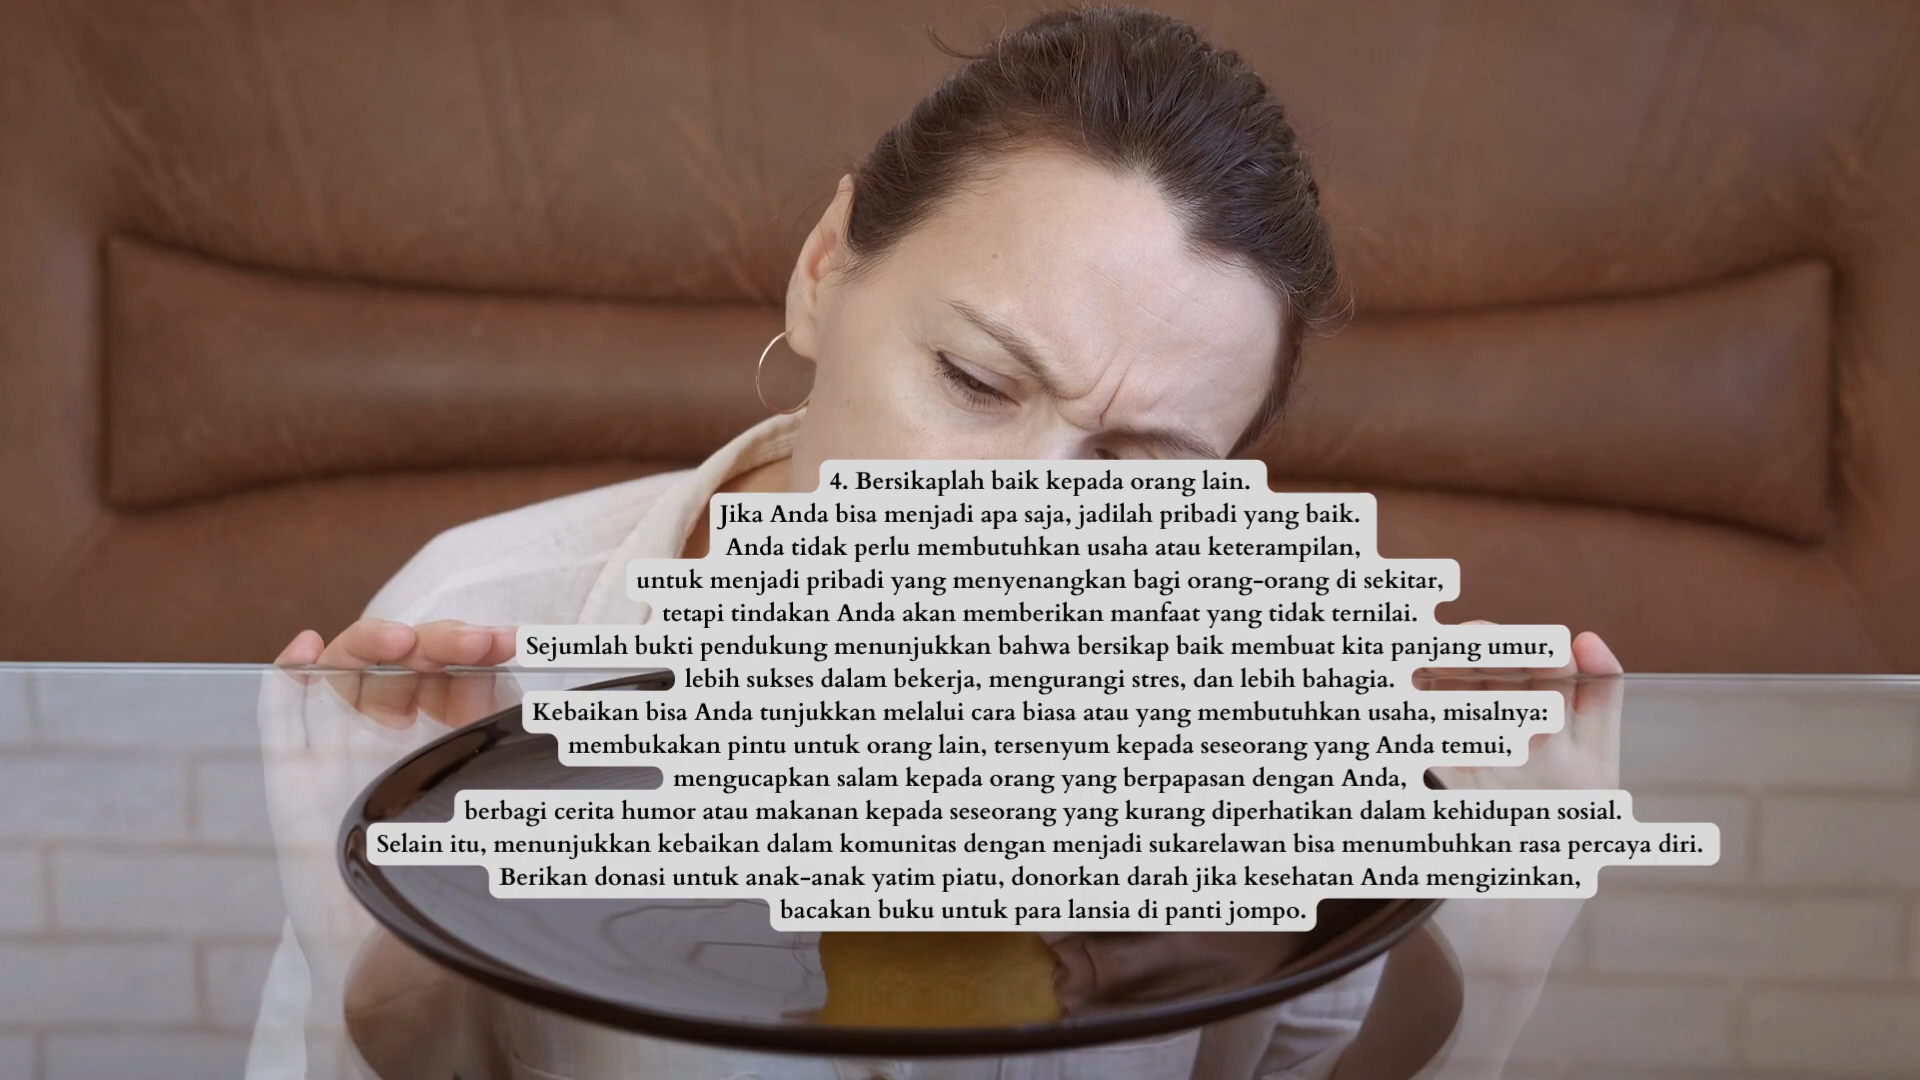 4. Bersikaplah baik kepada orang lain.
Jika Anda bisa menjadi apa saja, jadilah pribadi yang baik.
Anda tidak perlu membutuhkan usaha atau keterampilan,
untuk menjadi pribadi yang menyenangkan bagi orang-orang di sekitar,
tetapi tindakan Anda akan memberikan manfaat yang tidak ternilai.
Sejumlah bukti pendukung menunjukkan bahwa bersikap baik membuat kita panjang umur,
lebih sukses dalam bekerja, mengurangi stres, dan lebih bahagia.
Kebaikan bisa Anda tunjukkan melalui cara biasa atau yang membutuhkan usaha, misalnya:
membukakan pintu untuk orang lain, tersenyum kepada seseorang yang Anda temui,
mengucapkan salam kepada orang yang berpapasan dengan Anda,
berbagi cerita humor atau makanan kepada seseorang yang kurang diperhatikan dalam kehidupan sosial.
Selain itu, menunjukkan kebaikan dalam komunitas dengan menjadi sukarelawan bisa menumbuhkan rasa percaya diri.
Berikan donasi untuk anak-anak yatim piatu, donorkan darah jika kesehatan Anda mengizinkan,
bacakan buku untuk para lansia di panti jompo.